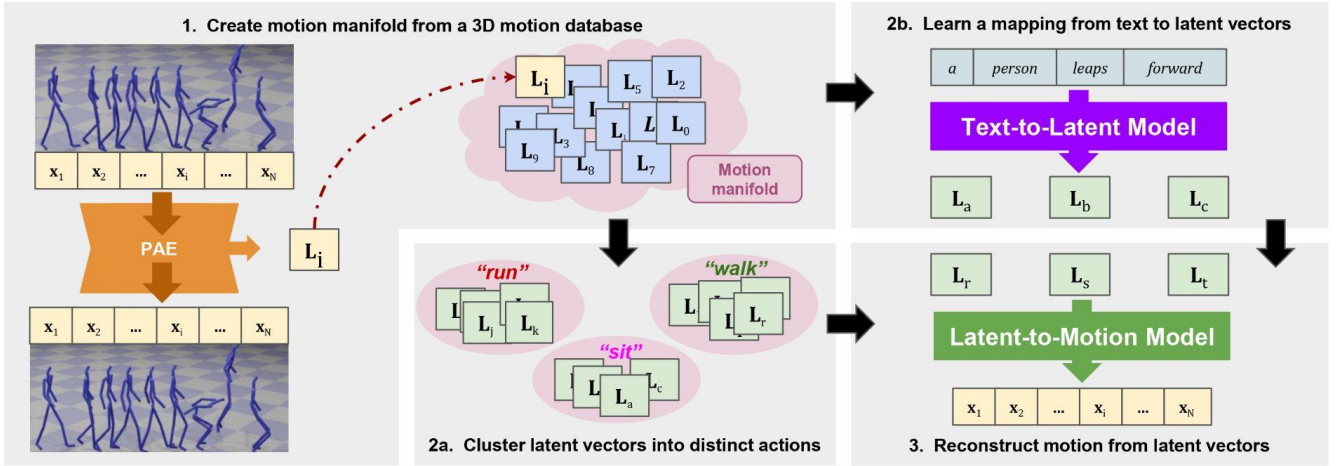 1. Create motion manifold from a 3D motion database
x1 x2 ... xi ... xN
PAE
Li
x1 x2 ... xi ... xN
Li
L5
L2
L
L0
L3
L9
L8
L7
Motion
manifold
2b. Learn a mapping from text to latent vectors
a person leaps forward
Text-to-Latent Model
La Lb Lc
"run"
L
Lj
Lk
"walk"
L
Lr
"sit"
L
La
Lc
2a. Cluster latent vectors into distinct actions
Lr Ls Lt
Latent-to-Motion Model
x1 x2 ... xi ... xN
3. Reconstruct motion from latent vectors